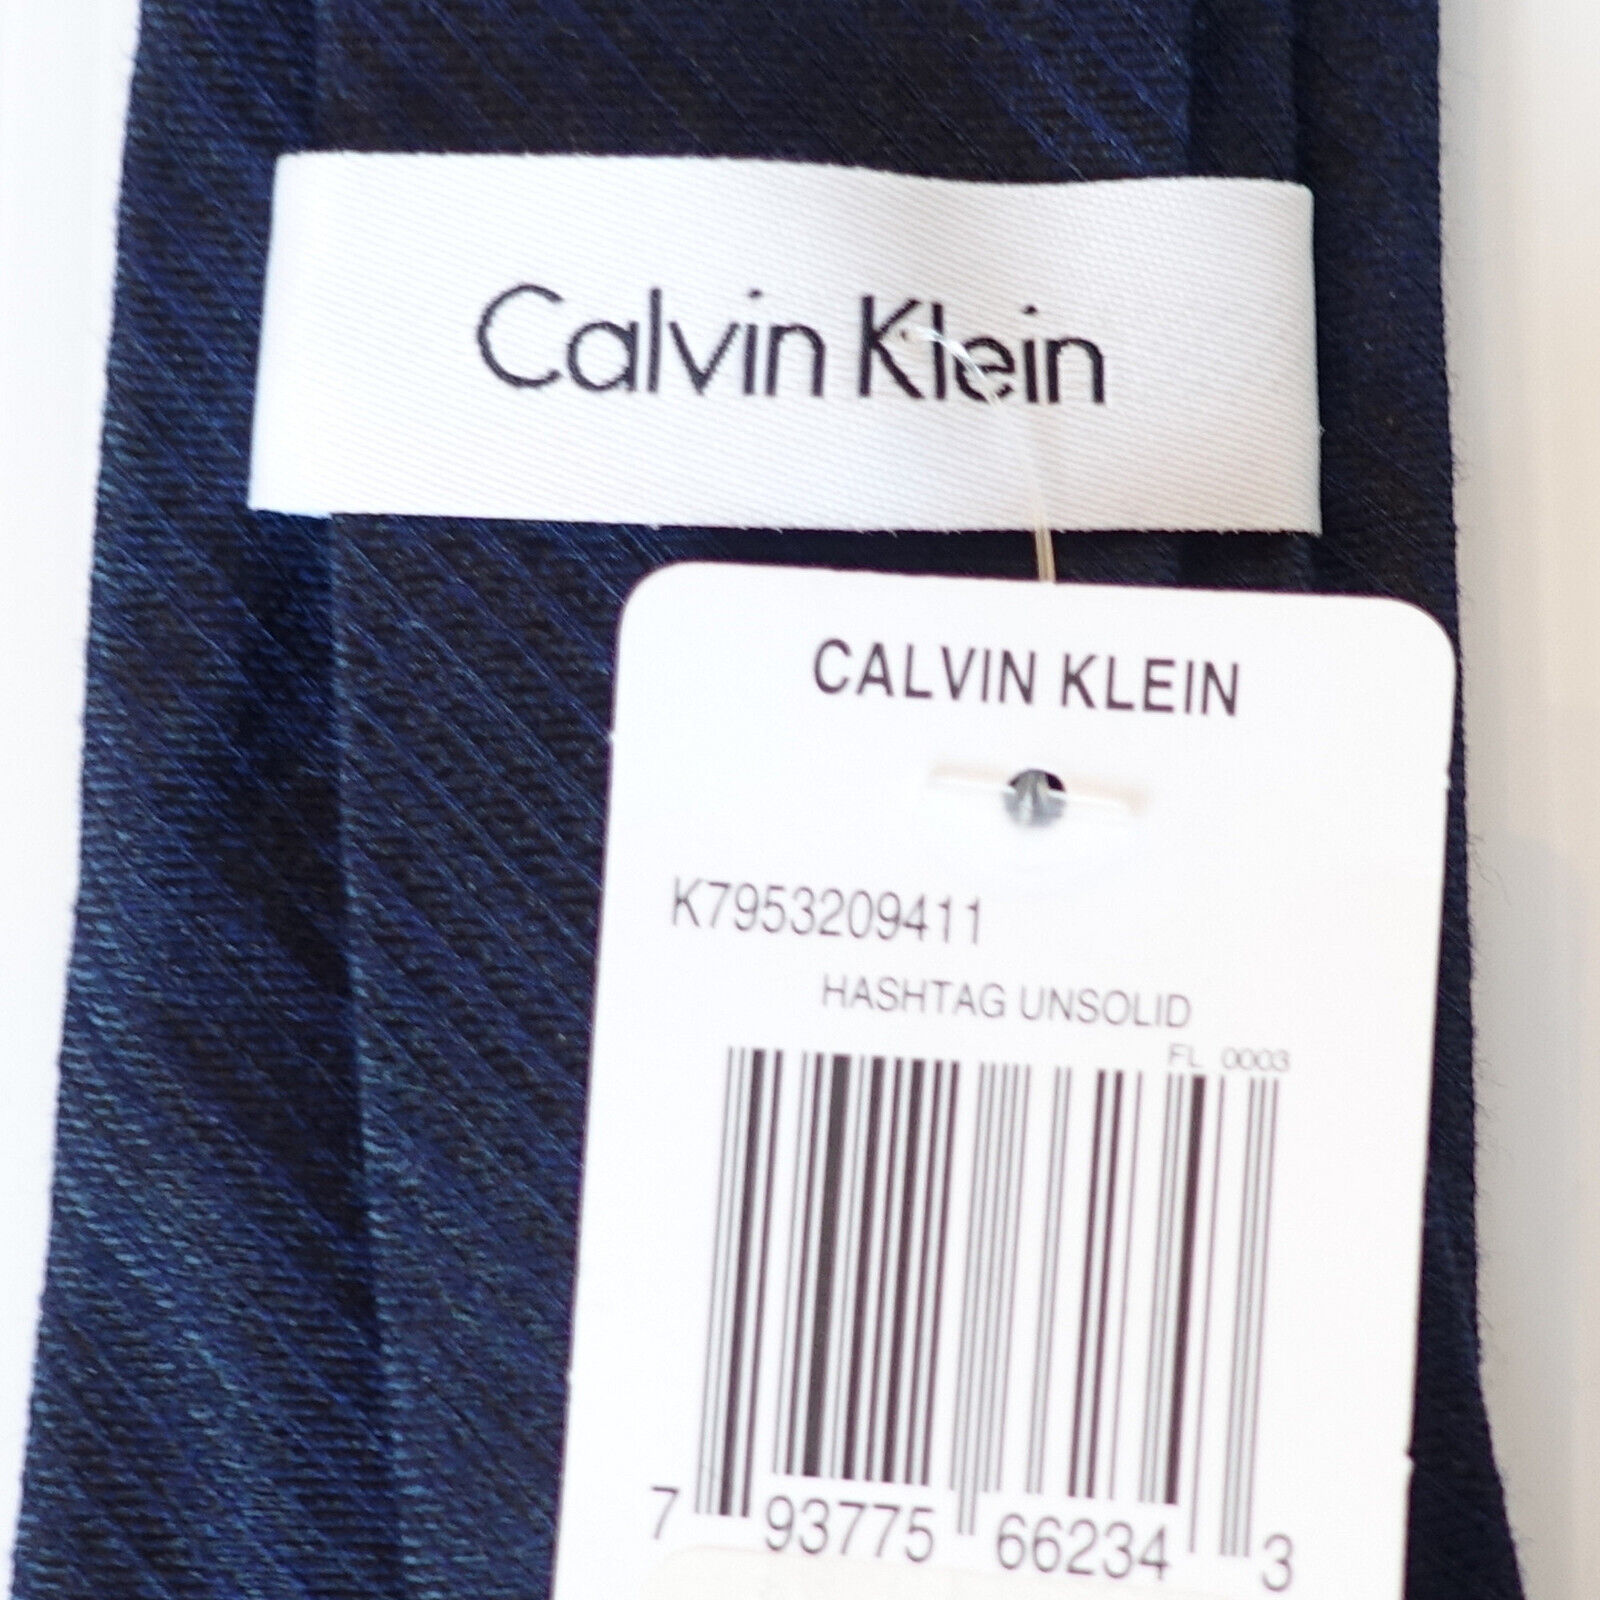 Calvin Klein
CALVIN KLEIN
K7953209411
HASHTAG UNSOLID
FL 0003
7 93775 66234 3